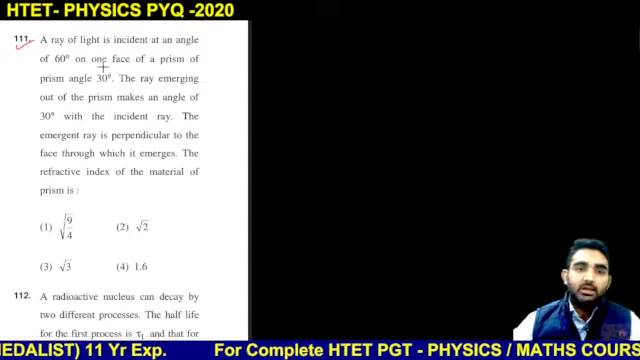 HTET- PHYSICS PYQ -2020
111. A ray of light is incident at an angle
of 60° on one face of a prism of
prism angle 30°. The ray emerging
out of the prism makes an angle of
30° with the incident ray. The
emergent ray is perpendicular to the
face through which it emerges. The
refractive index of the material of
prism is :
(1) √9/4 (2) √2
(3) √3 (4) 1.6
112. A radioactive nucleus can decay by
two different processes. The half life
for the first process is τ₁ and that for
MEDALIST) 11 Yr Exp. For Complete HTET PGT - PHYSICS / MATHS COURS